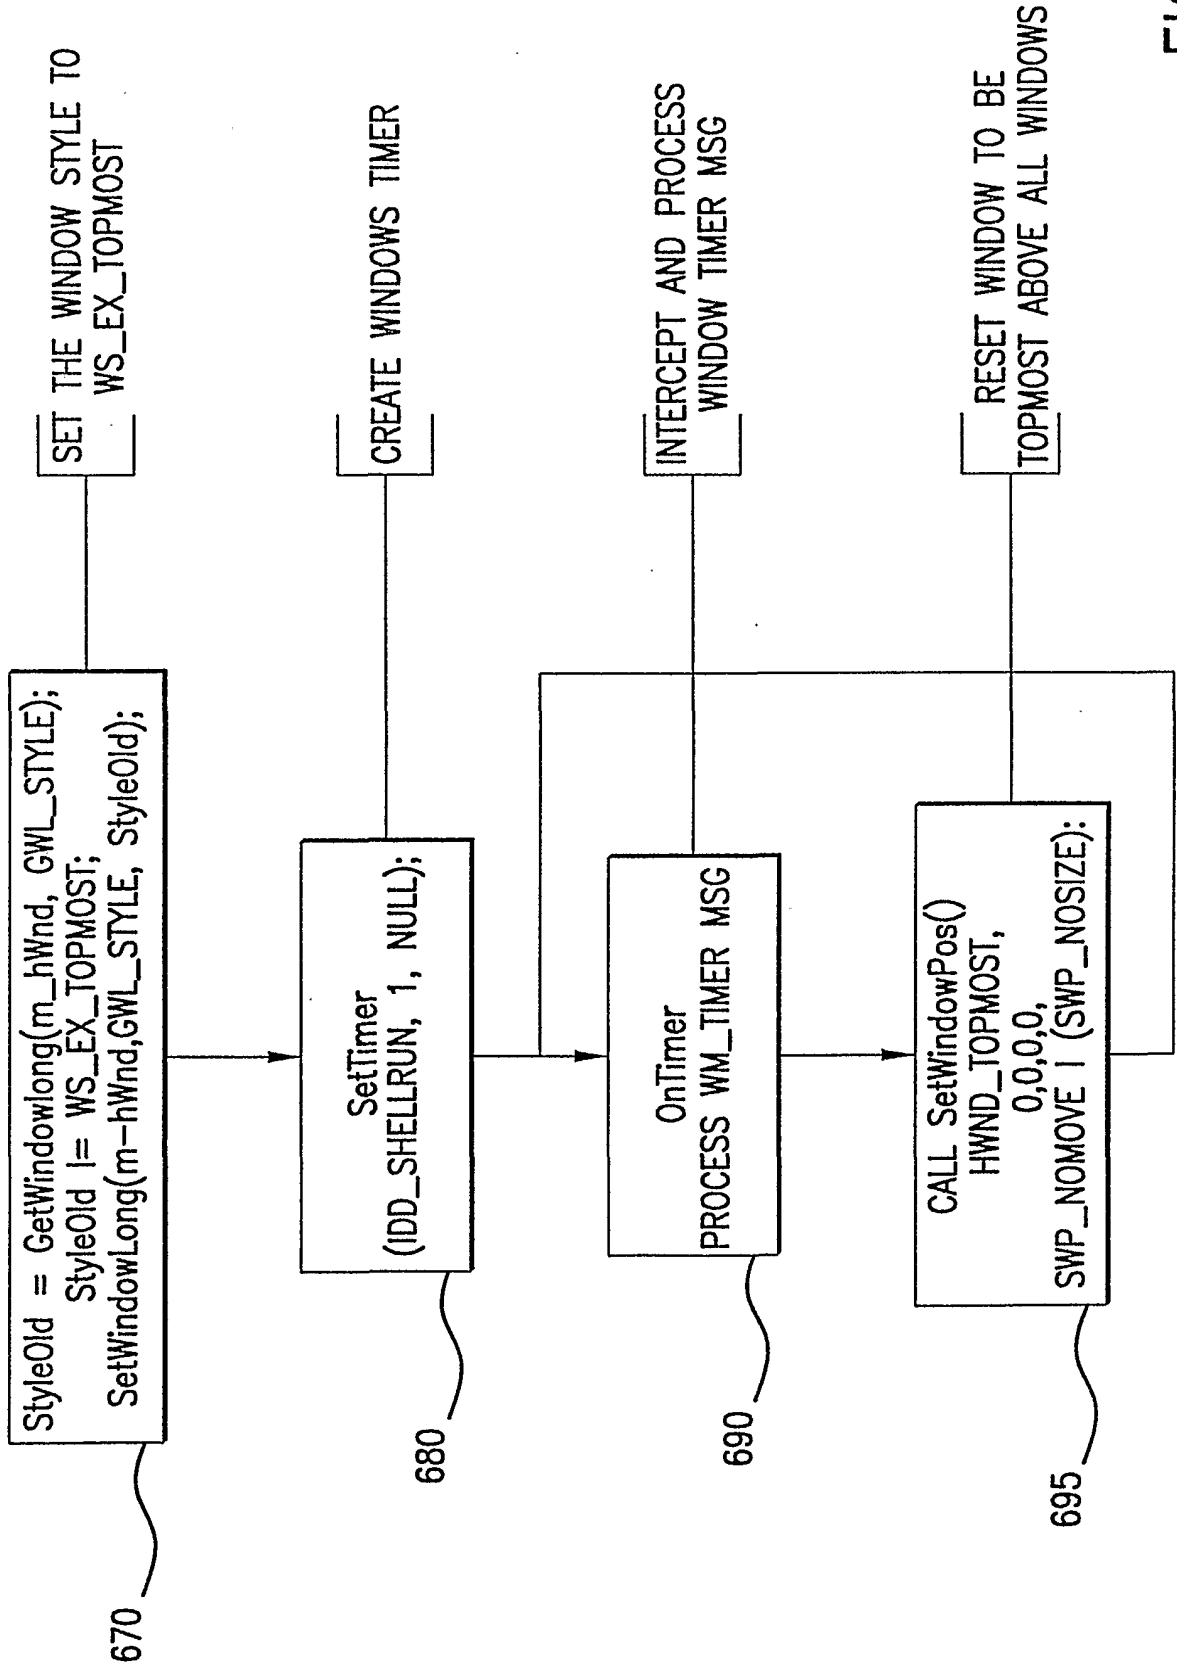 StyleOld = GetWindowlong(m_hWnd, GWL_STYLE);
StyleOld |= WS_EX_TOPMOST;
SetWindowLong(m-hWnd,GWL_STYLE, StyleOld);
670
SET THE WINDOW STYLE TO
WS_EX_TOPMOST
SetTimer
(IDD_SHELLRUN, 1, NULL);
680
CREATE WINDOWS TIMER
OnTimer
PROCESS WM_TIMER MSG
690
INTERCEPT AND PROCESS
WINDOW TIMER MSG
CALL SetWindowPos()
HWND_TOPMOST,
0,0,0,0,
SWP_NOMOVE | (SWP_NOSIZE):
695
RESET WINDOW TO BE
TOPMOST ABOVE ALL WINDOWS